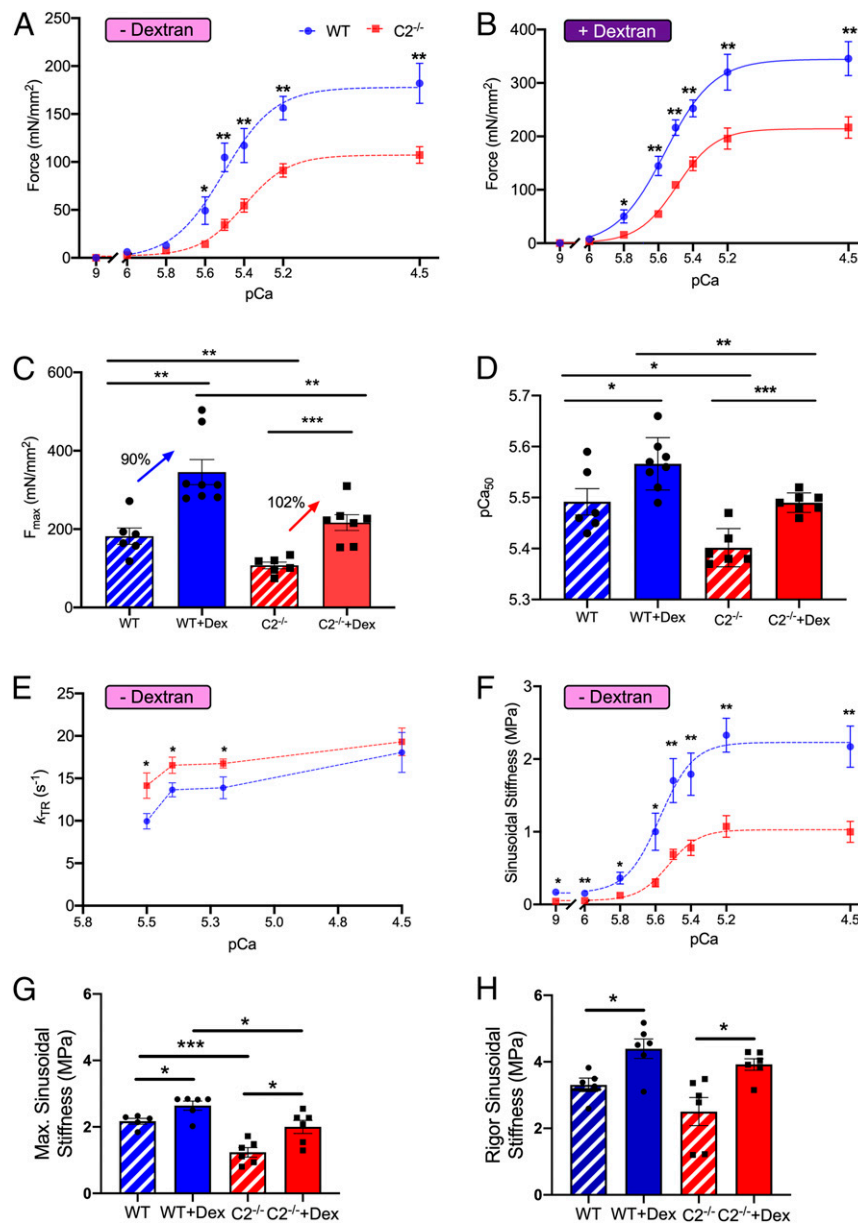 A
- Dextran
WT
C2-/-
Force (mN/mm2)
200
150
100
50
0
**
**
**
**
*
9
6
5.8
5.6
5.4
5.2
4.5
pCa
B
+ Dextran
Force (mN/mm2)
400
300
200
100
0
**
**
**
**
**
*
9
6
5.8
5.6
5.4
5.2
4.5
pCa
C
Fmax (mN/mm2)
600
400
200
0
**
**
**
***
90%
102%
WT
WT+Dex
C2-/-
C2-/-+Dex
D
pCa50
5.7
5.6
5.5
5.4
5.3
**
*
*
***
WT
WT+Dex
C2-/-
C2-/-+Dex
E
- Dextran
kTR (s-1)
25
20
15
10
5
0
*
*
*
5.8
5.5
5.3
5.0
4.8
4.5
pCa
F
- Dextran
Sinusoidal Stiffness (MPa)
3
2
1
0
*
**
*
*
**
**
**
**
9
6
5.8
5.6
5.4
5.2
4.5
pCa
G
Max. Sinusoidal
Stiffness (MPa)
6
4
2
0
*
***
*
*
WT
WT+Dex
C2-/-
C2-/-+Dex
H
Rigor Sinusoidal
Stiffness (MPa)
6
4
2
0
*
*
WT
WT+Dex
C2-/-
C2-/-+Dex